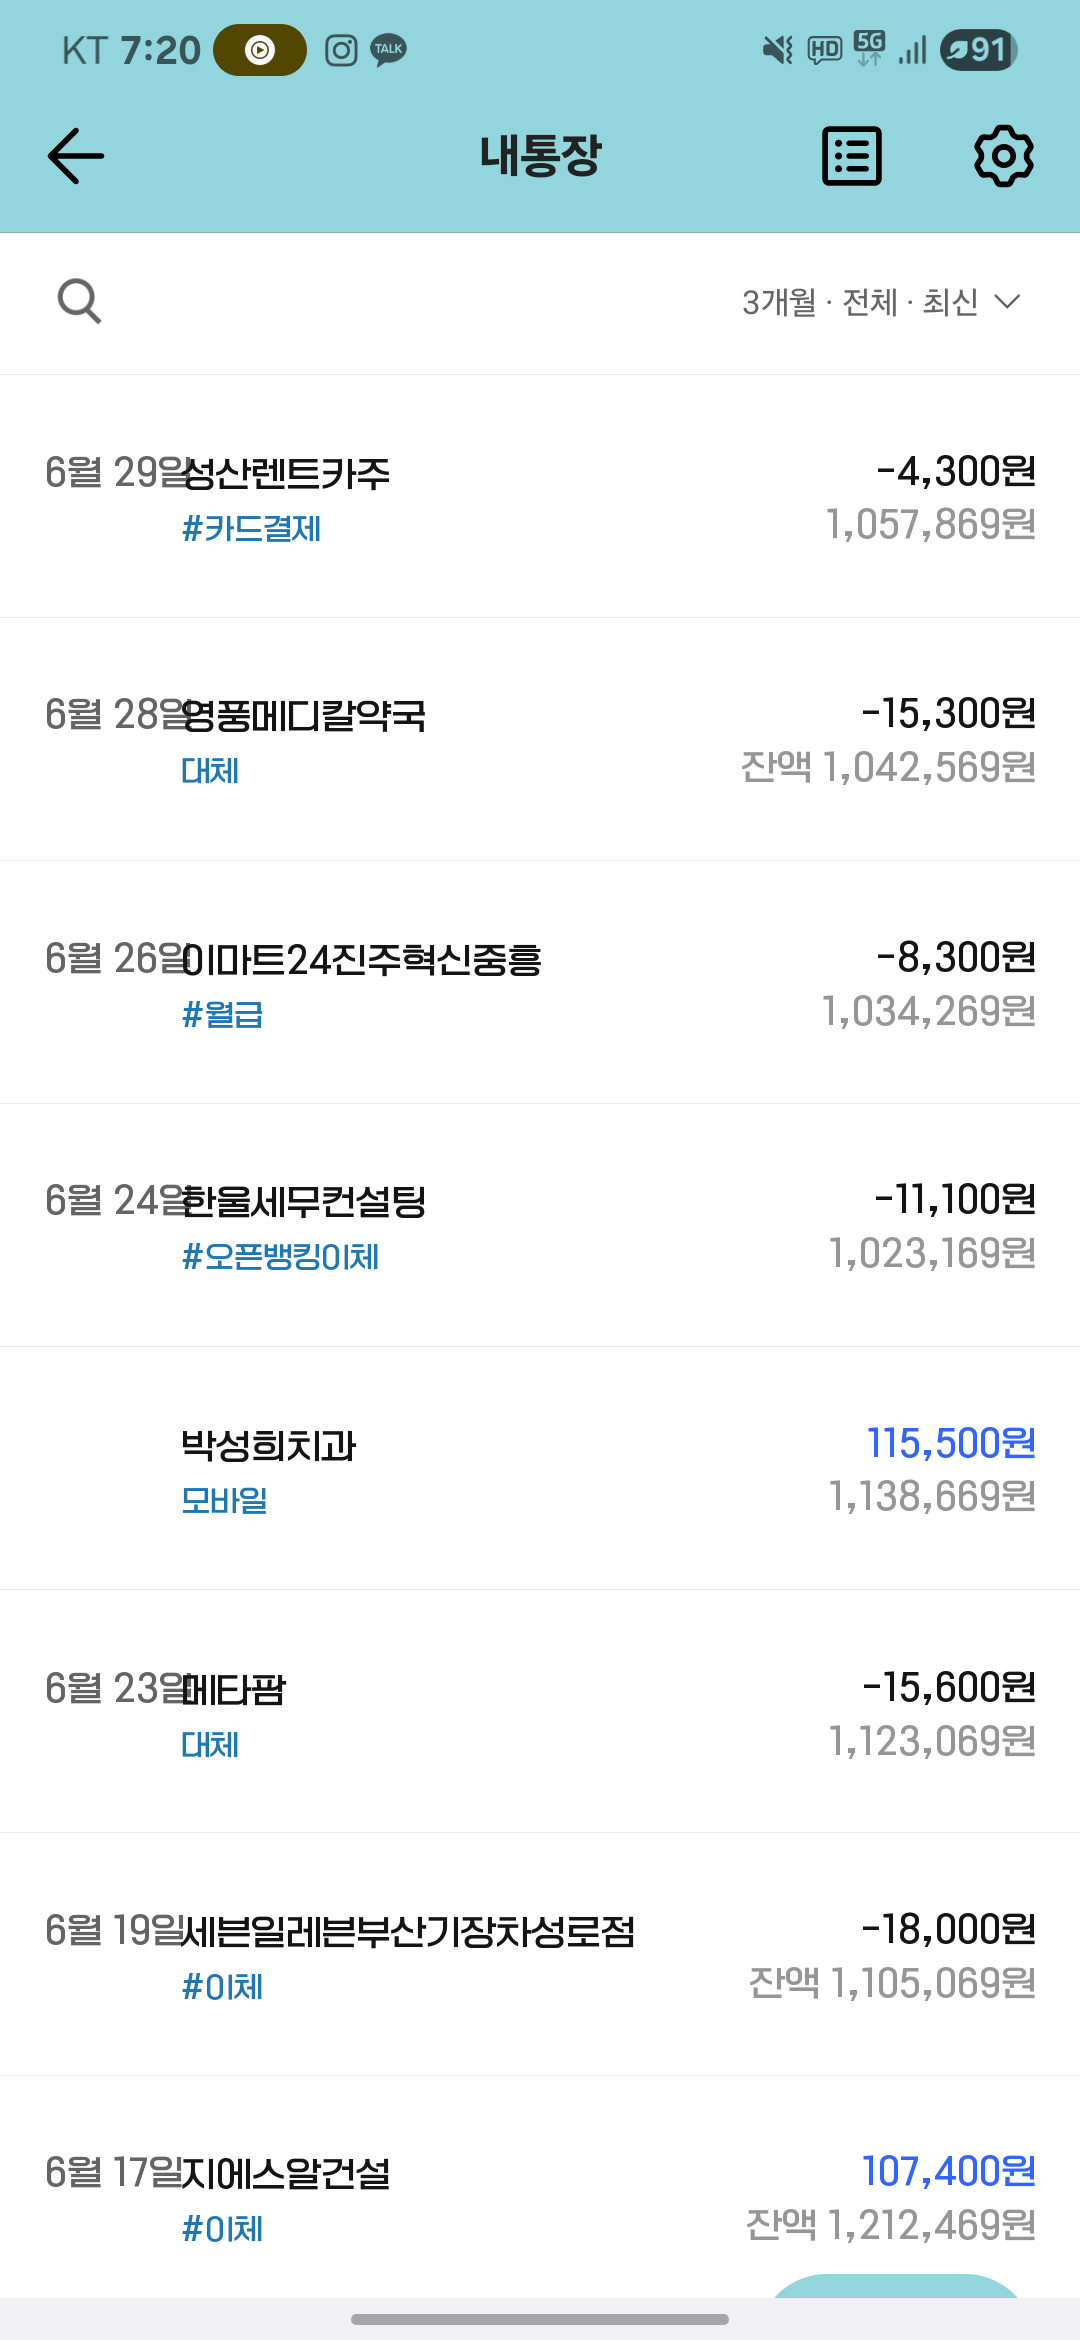 KT 7:20 TALK HD 5G 91
내통장
3개월 · 전체 · 최신
6월 29일 성산렌트카주 -4,300원
#카드결제 1,057,869원
6월 28일 영풍메디칼약국 -15,300원
대체 잔액 1,042,569원
6월 26일 이마트24진주혁신중흥 -8,300원
#월급 1,034,269원
6월 24일 한울세무컨설팅 -11,100원
#오픈뱅킹이체 1,023,169원
박성희치과 115,500원
모바일 1,138,669원
6월 23일 메타팜 -15,600원
대체 1,123,069원
6월 19일 세븐일레븐부산기장차성로점 -18,000원
#이체 잔액 1,105,069원
6월 17일 지에스알건설 107,400원
#이체 잔액 1,212,469원